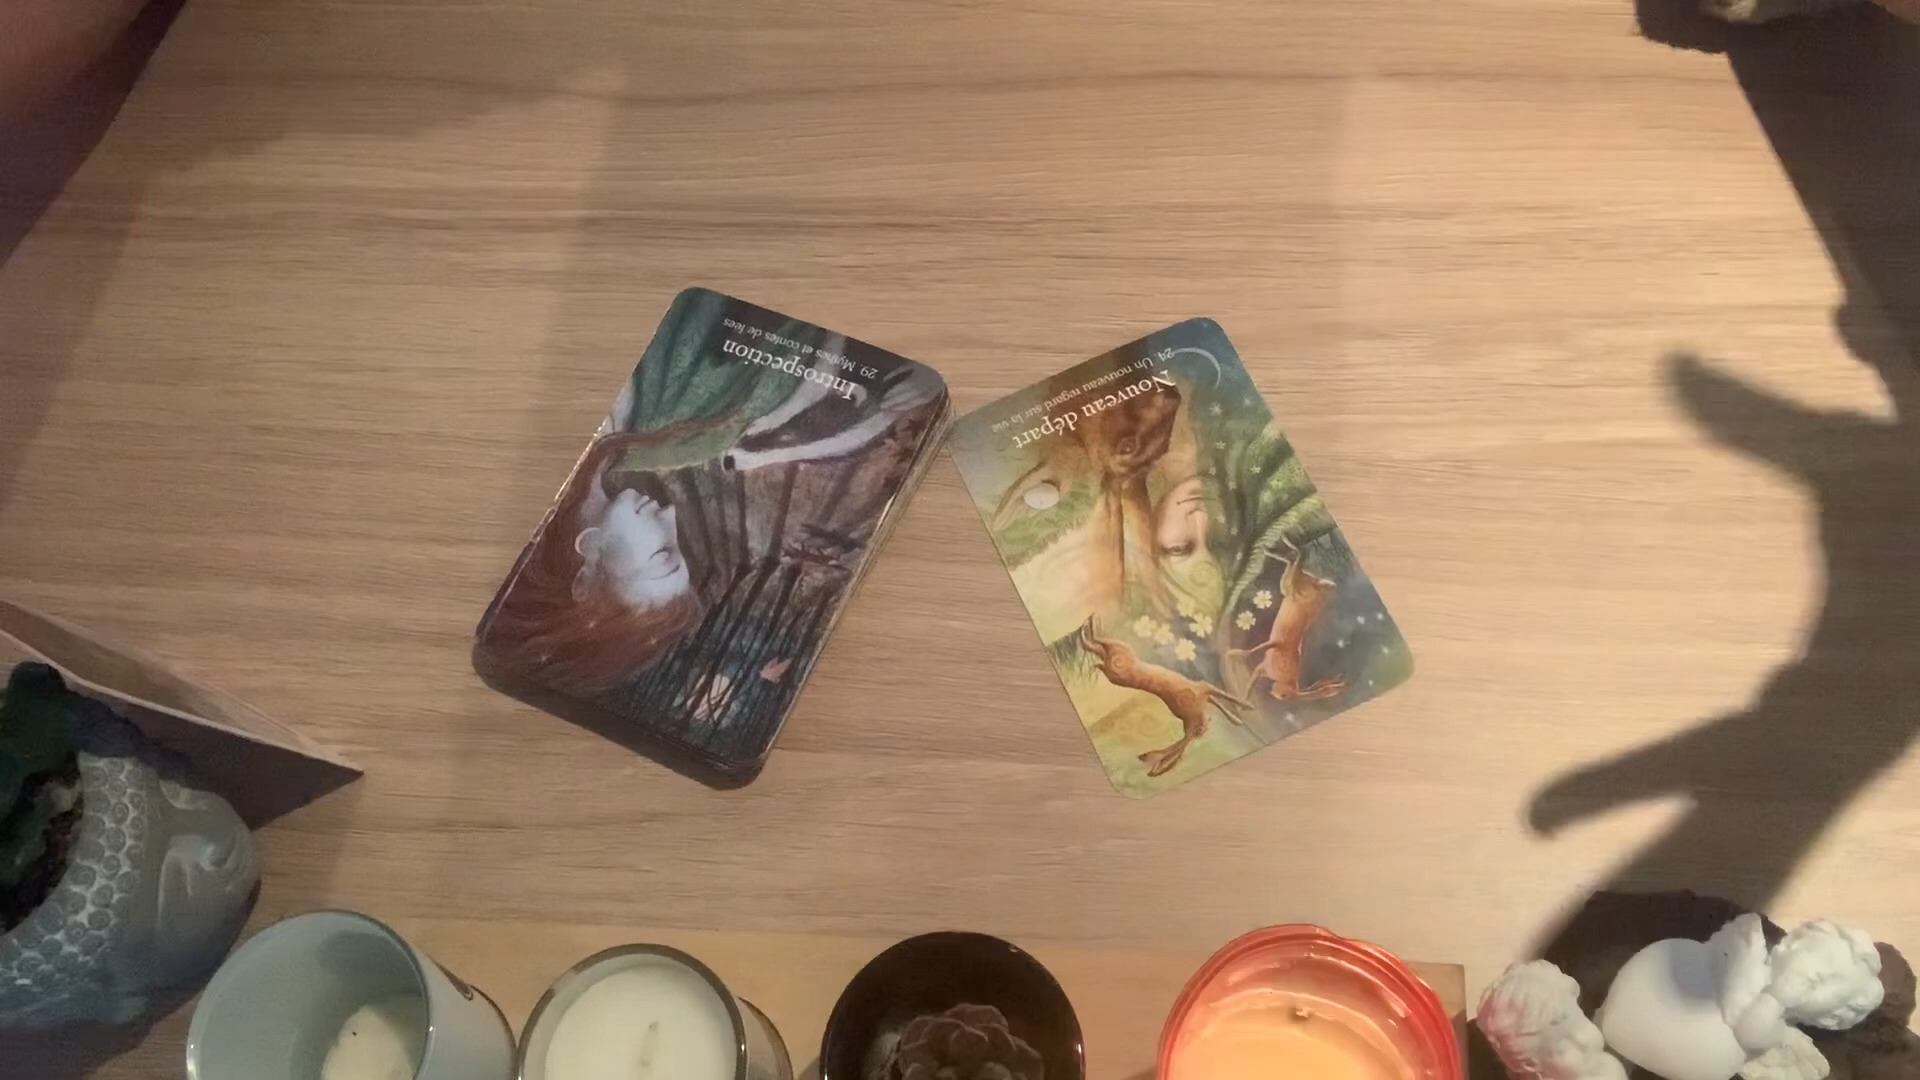 Introspection
29. Mythes et contes de fées
Nouveau départ
24. Un nouveau regard sur la vie